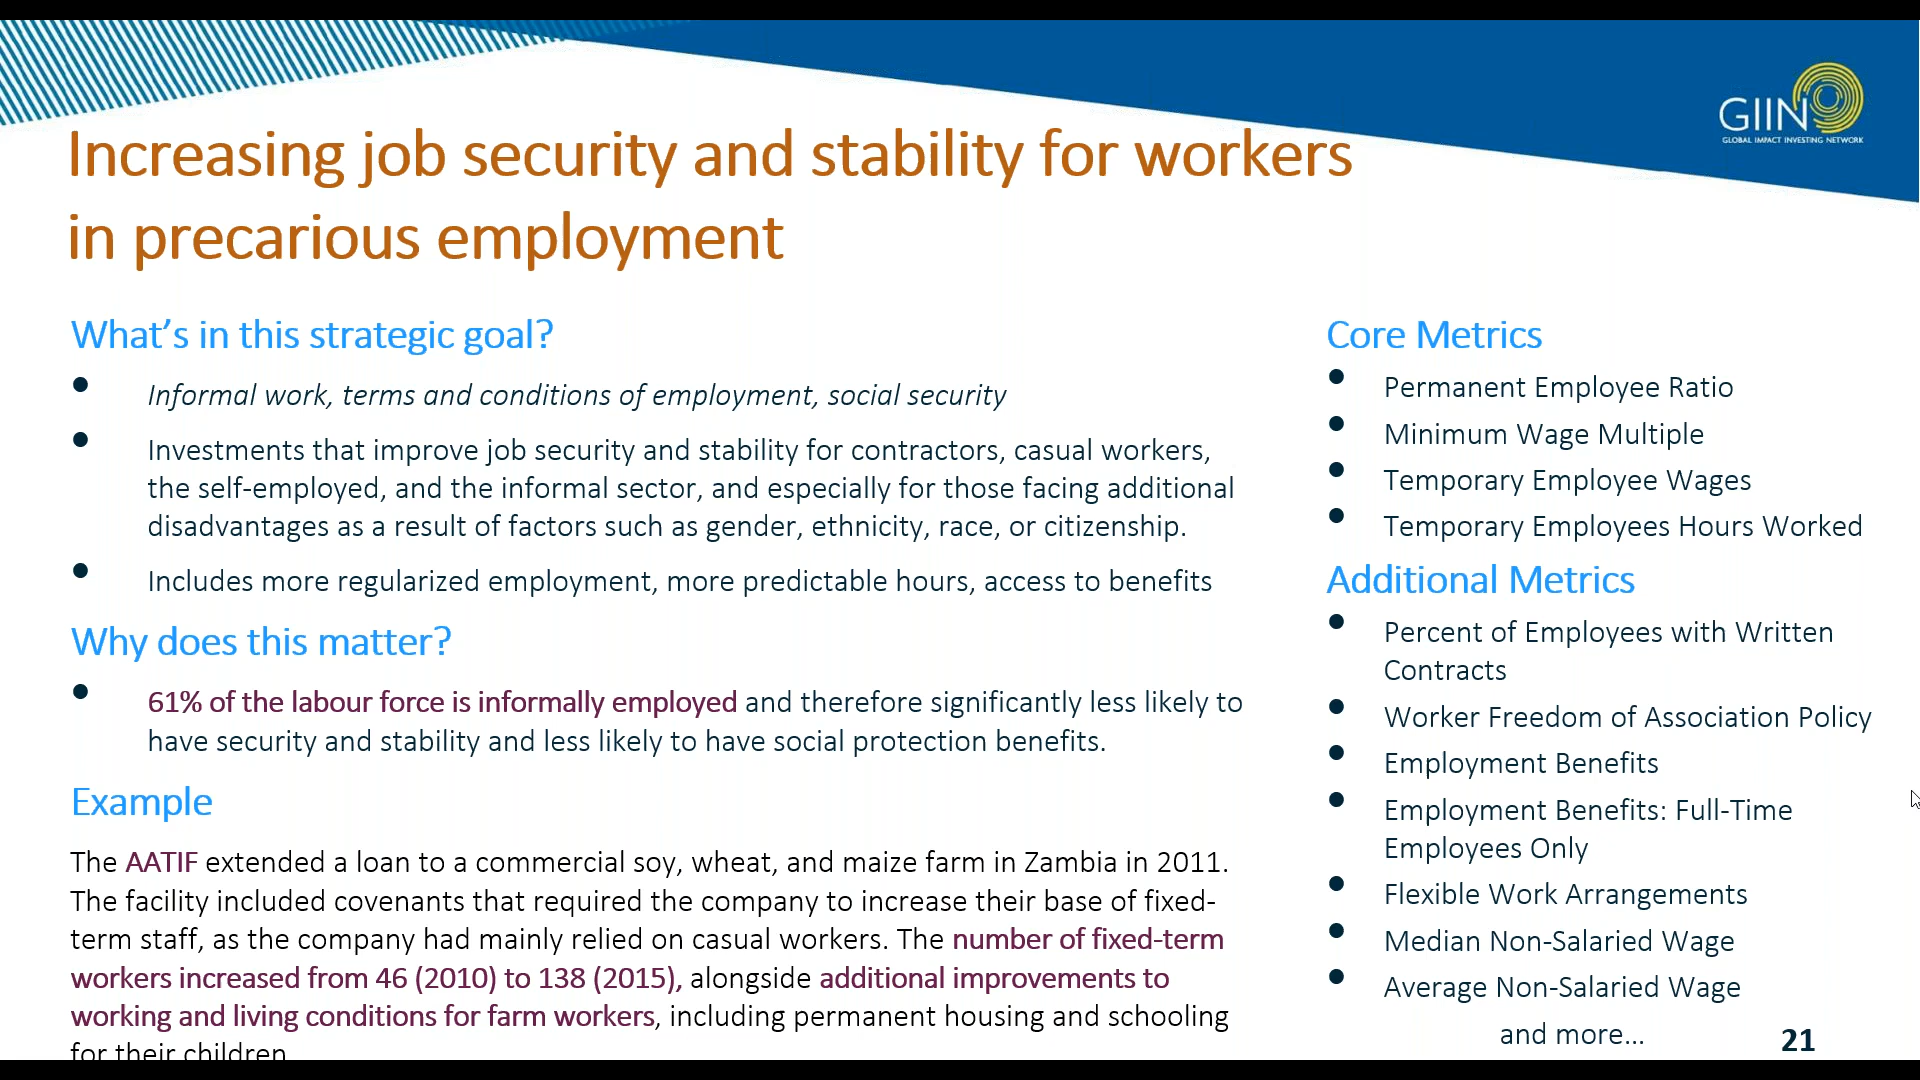 GIIN
GLOBAL IMPACT INVESTING NETWORK
Increasing job security and stability for workers
in precarious employment
What's in this strategic goal?
• Informal work, terms and conditions of employment, social security
• Investments that improve job security and stability for contractors, casual workers,
the self-employed, and the informal sector, and especially for those facing additional
disadvantages as a result of factors such as gender, ethnicity, race, or citizenship.
• Includes more regularized employment, more predictable hours, access to benefits
Why does this matter?
• 61% of the labour force is informally employed and therefore significantly less likely to
have security and stability and less likely to have social protection benefits.
Example
The AATIF extended a loan to a commercial soy, wheat, and maize farm in Zambia in 2011.
The facility included covenants that required the company to increase their base of fixed-
term staff, as the company had mainly relied on casual workers. The number of fixed-term
workers increased from 46 (2010) to 138 (2015), alongside additional improvements to
working and living conditions for farm workers, including permanent housing and schooling
for their children
Core Metrics
• Permanent Employee Ratio
• Minimum Wage Multiple
• Temporary Employee Wages
• Temporary Employees Hours Worked
Additional Metrics
• Percent of Employees with Written
Contracts
• Worker Freedom of Association Policy
• Employment Benefits
• Employment Benefits: Full-Time
Employees Only
• Flexible Work Arrangements
• Median Non-Salaried Wage
• Average Non-Salaried Wage
and more...
21